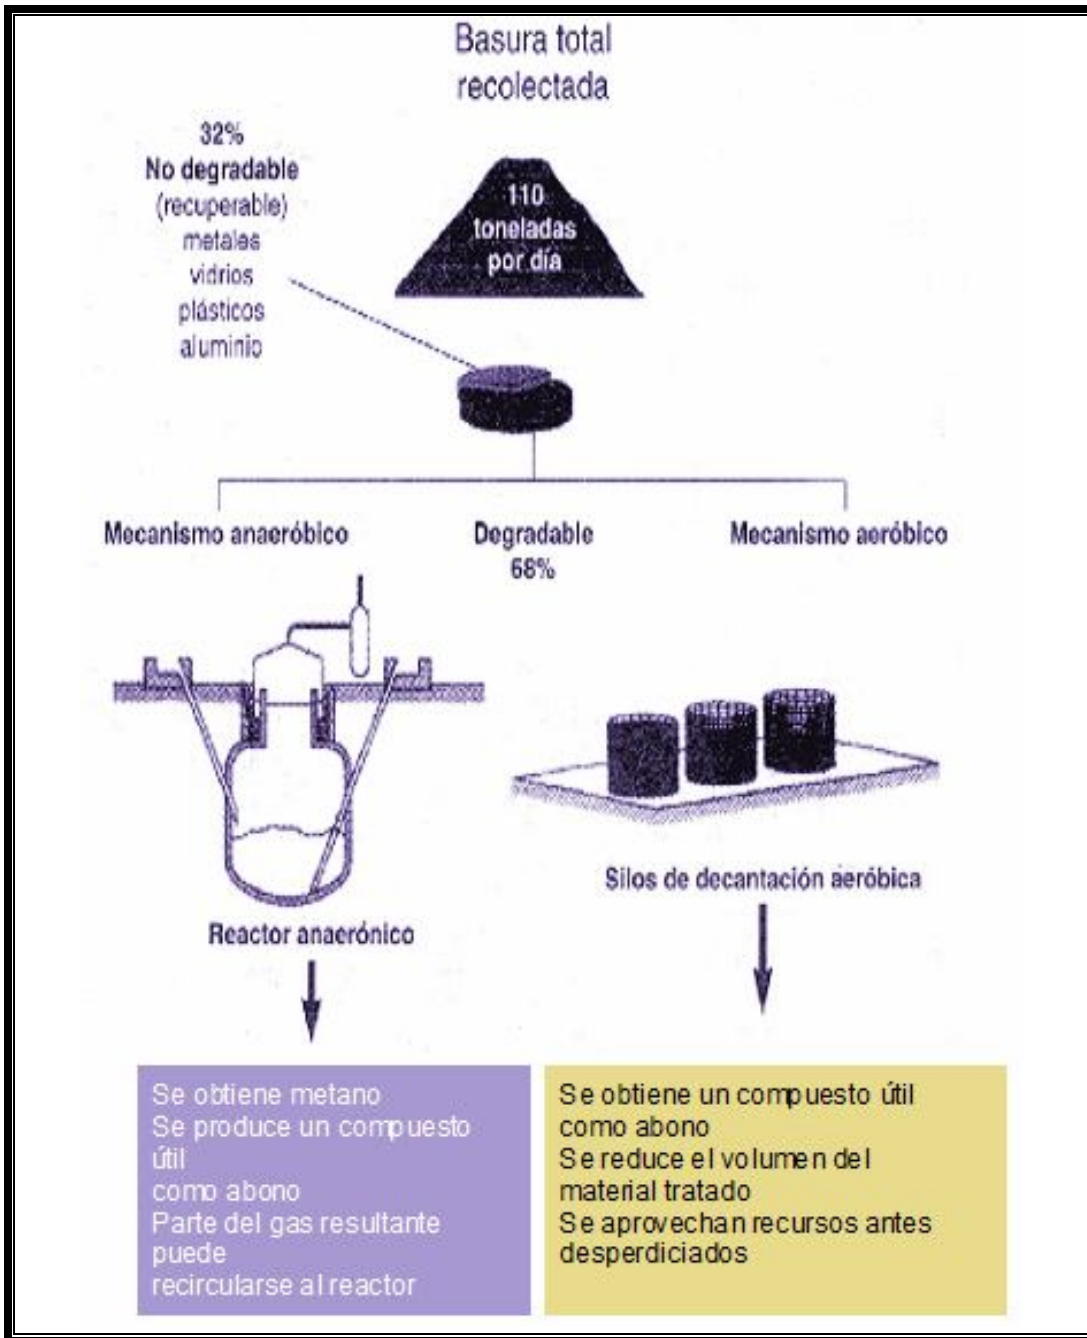 Basura total
recolectada
32%
No degradable
(recuperable)
metales
vidrios
plásticos
aluminio
110
toneladas
por día
Mecanismo anaeróbico
Degradable
68%
Mecanismo aeróbico
Reactor anaerónico
Silos de decantación aeróbica
Se obtiene metano
Se produce un compuesto
útil
como abono
Parte del gas resultante
puede
recircularse al reactor
Se obtiene un compuesto útil
como abono
Se reduce el volumen del
material tratado
Se aprovechan recursos antes
desperdiciados